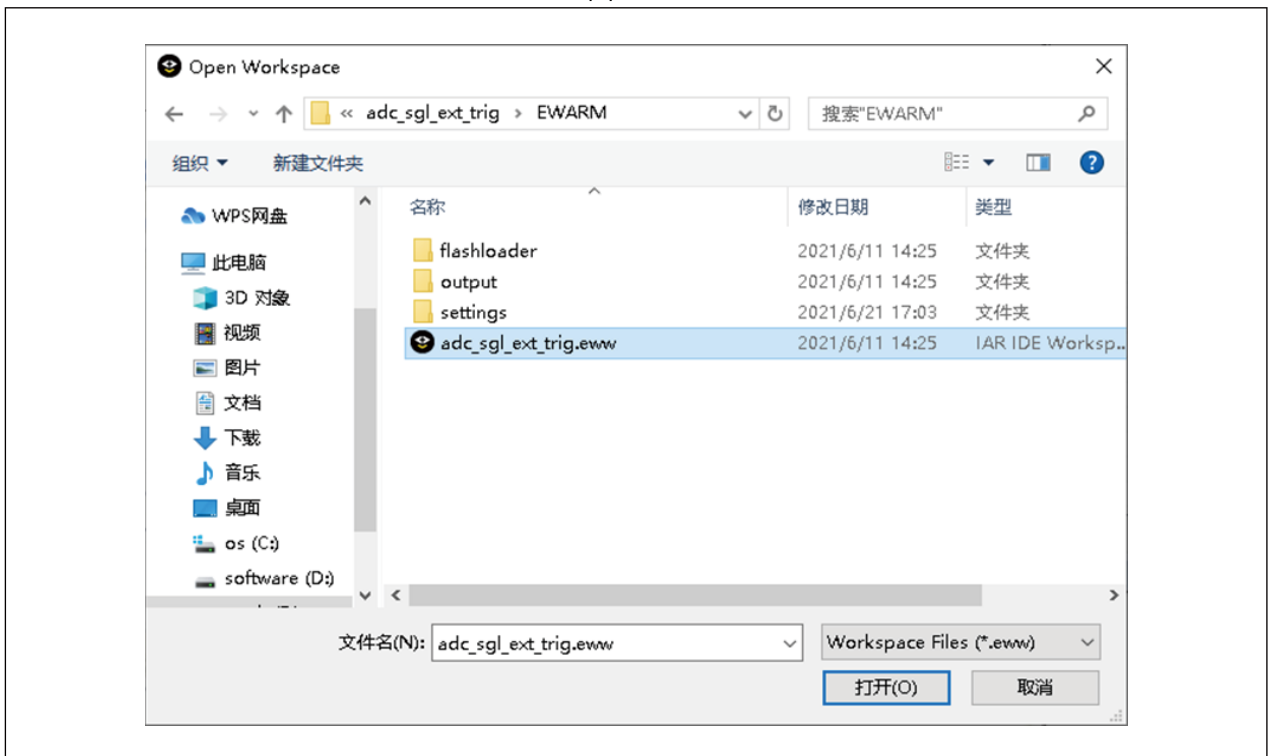 Open Workspace
« adc_sgl_ext_trig › EWARM 搜索"EWARM"
组织 新建文件夹
名称 修改日期 类型
WPS网盘
此电脑
3D 对象
视频
图片
文档
下载
音乐
桌面
os (C:)
software (D:)
flashloader 2021/6/11 14:25 文件夹
output 2021/6/11 14:25 文件夹
settings 2021/6/21 17:03 文件夹
adc_sgl_ext_trig.eww 2021/6/11 14:25 IAR IDE Worksp..
文件名(N): adc_sgl_ext_trig.eww Workspace Files (*.eww)
打开(O) 取消